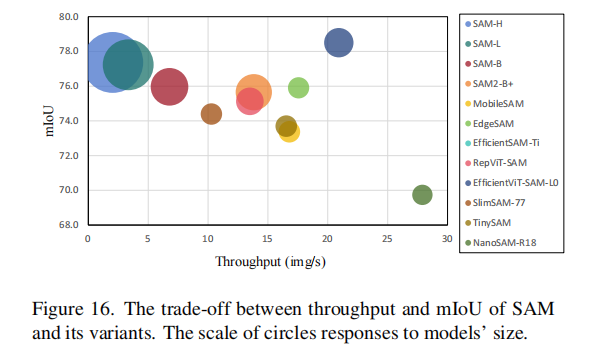 80.0
78.0
76.0
74.0
72.0
70.0
68.0
mIoU
0 5 10 15 20 25 30
Throughput (img/s)
SAM-H
SAM-L
SAM-B
SAM2-B+
MobileSAM
EdgeSAM
EfficientSAM-Ti
RepViT-SAM
EfficientViT-SAM-L0
SlimSAM-77
TinySAM
NanoSAM-R18
Figure 16. The trade-off between throughput and mIoU of SAM
and its variants. The scale of circles responses to models' size.